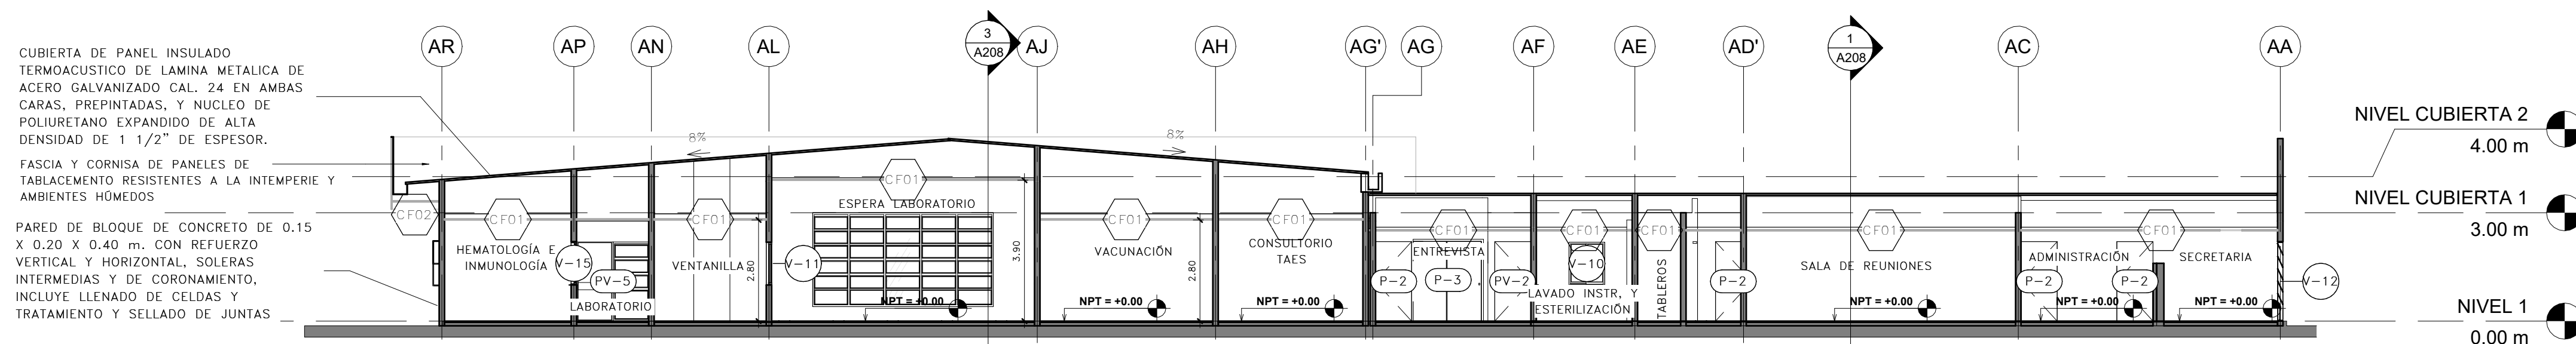 AR
AP
AN
AL
3
A208
AJ
AH
AG'
AG
AF
AE
AD'
1
A208
AC
AA
CUBIERTA DE PANEL INSULADO
TERMOACUSTICO DE LAMINA METALICA DE
ACERO GALVANIZADO CAL. 24 EN AMBAS
CARAS, PREPINTADAS, Y NUCLEO DE
POLIURETANO EXPANDIDO DE ALTA
DENSIDAD DE 1 1/2" DE ESPESOR.
FASCIA Y CORNISA DE PANELES DE
TABLACEMENTO RESISTENTES A LA INTEMPERIE Y
AMBIENTES HÚMEDOS
PARED DE BLOQUE DE CONCRETO DE 0.15
X 0.20 X 0.40 m. CON REFUERZO
VERTICAL Y HORIZONTAL, SOLERAS
INTERMEDIAS Y DE CORONAMIENTO,
INCLUYE LLENADO DE CELDAS Y
TRATAMIENTO Y SELLADO DE JUNTAS
8%
8%
CF02
CF01
HEMATOLOGÍA E
INMUNOLOGÍA
V-15
PV-5
LABORATORIO
CF01
VENTANILLA
2.80
V-11
CF01
ESPERA LABORATORIO
NPT = +0.00
3.90
CF01
VACUNACIÓN
NPT = +0.00
2.80
CF01
CONSULTORIO
TAES
NPT = +0.00
P-2
CF01
ENTREVISTA
P-3
PV-2
CF01
V-10
LAVADO INSTR, Y
ESTERILIZACIÓN
CF01
TABLEROS
P-2
CF01
SALA DE REUNIONES
NPT = +0.00
P-2
ADMINISTRACIÓN
NPT = +0.00
P-2
CF01
SECRETARIA
NPT = +0.00
V-12
NIVEL CUBIERTA 2
4.00 m
NIVEL CUBIERTA 1
3.00 m
NIVEL 1
0.00 m